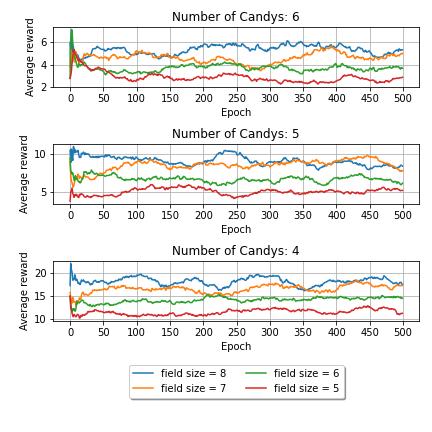 Number of Candys: 6
Average reward
6
4
2
0 50 100 150 200 250 300 350 400 450 500
Epoch
Number of Candys: 5
Average reward
10
5
0 50 100 150 200 250 300 350 400 450 500
Epoch
Number of Candys: 4
Average reward
20
15
10
0 50 100 150 200 250 300 350 400 450 500
Epoch
field size = 8 field size = 6
field size = 7 field size = 5